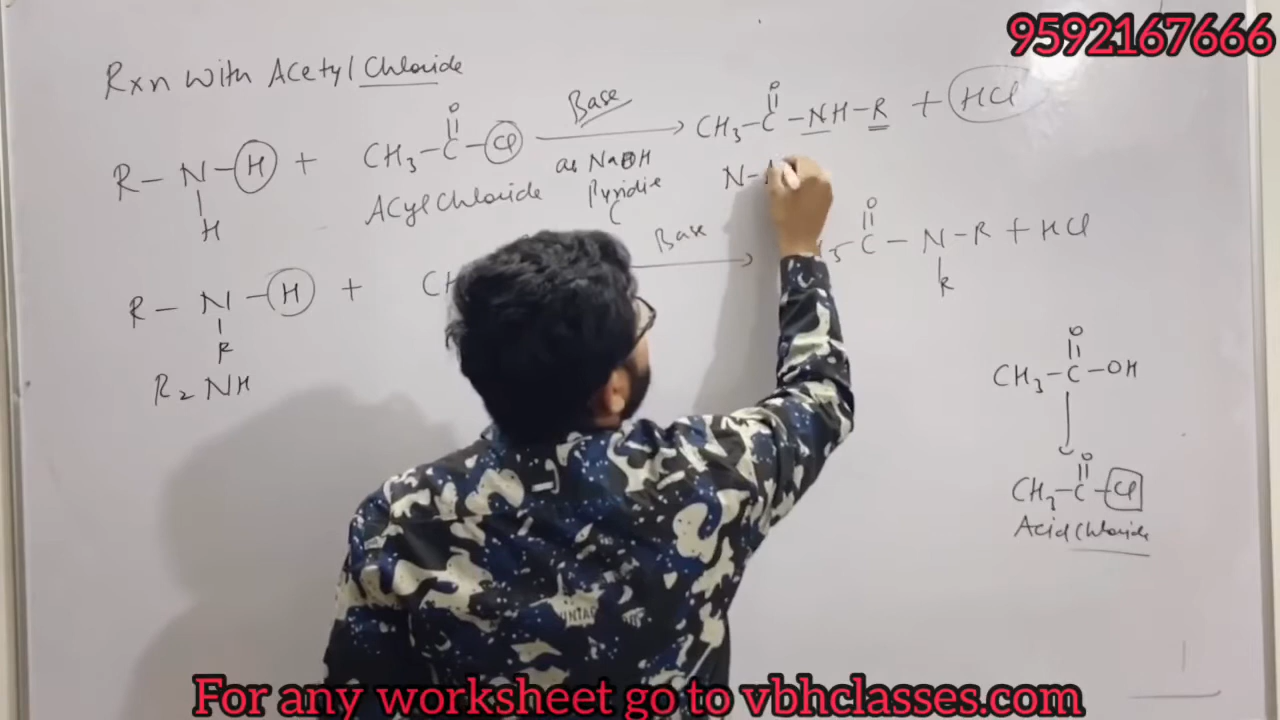 9592167666
Rxn with Acetyl Chloride
R—N—H + CH3—C—Cl Base CH3—C—NH—R + HCl
O O
H
as NaOH
Acyl Chloride
Pyridine
N-
R—N—H + CH Base C—N—R + HCl
O
R R
R2NH
O
CH3—C—OH
O
CH3—C—Cl
Acid Chloride
VINTAG
For any worksheet go to vbhclasses.com